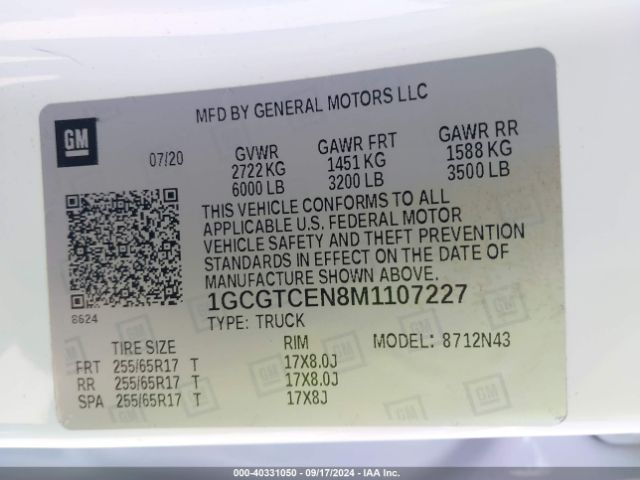 MFD BY GENERAL MOTORS LLC
GM
07/20
GVWR GAWR FRT GAWR RR
2722 KG 1451 KG 1588 KG
6000 LB 3200 LB 3500 LB
THIS VEHICLE CONFORMS TO ALL
APPLICABLE U.S. FEDERAL MOTOR
VEHICLE SAFETY AND THEFT PREVENTION
STANDARDS IN EFFECT ON THE DATE OF
MANUFACTURE SHOWN ABOVE.
8624
1GCGTCEN8M1107227
TYPE: TRUCK
MODEL: 8712N43
TIRE SIZE RIM
FRT 255/65R17 T 17X8.0J
RR 255/65R17 T 17X8.0J
SPA 255/65R17 T 17X8J
000-40331050 - 09/17/2024 - IAA Inc.